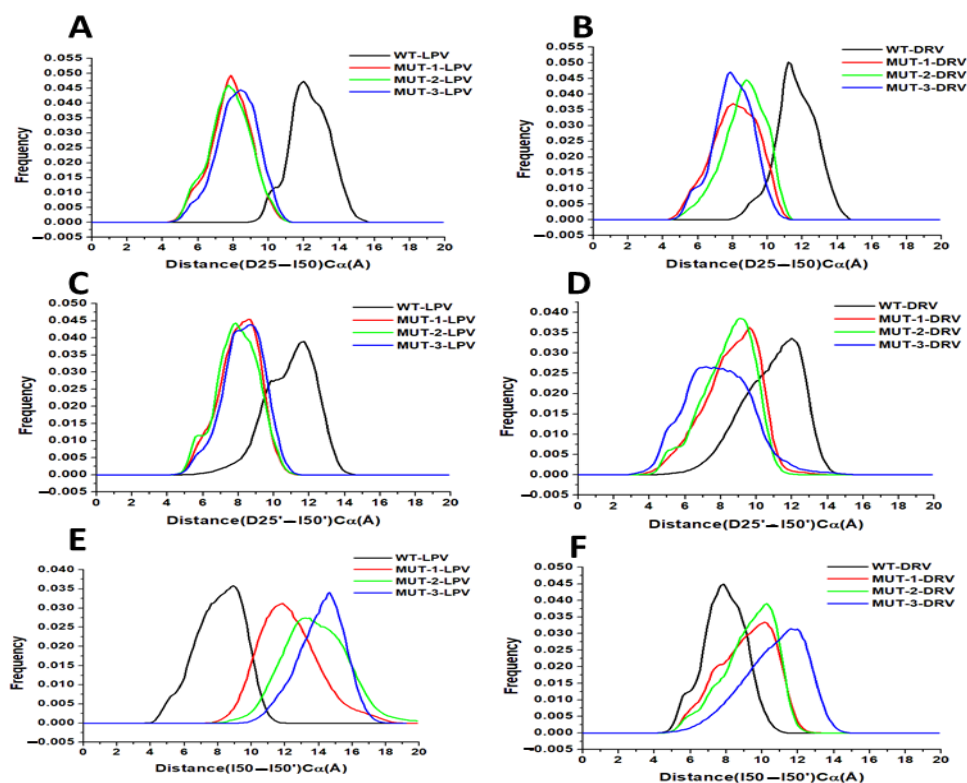 A
WT-LPV
MUT-1-LPV
MUT-2-LPV
MUT-3-LPV
0.055
0.050
0.045
0.040
0.035
0.030
0.025
0.020
0.015
0.010
0.005
0.000
−0.005
Frequency
0 2 4 6 8 10 12 14 16 18 20
Distance(D25—I50)Cα(Å)
B
WT-DRV
MUT-1-DRV
MUT-2-DRV
MUT-3-DRV
0.055
0.050
0.045
0.040
0.035
0.030
0.025
0.020
0.015
0.010
0.005
0.000
−0.005
Frequency
0 2 4 6 8 10 12 14 16 18 20
Distance(D25—I50)Cα(Å)
C
WT-LPV
MUT-1-LPV
MUT-2-LPV
MUT-3-LPV
0.050
0.045
0.040
0.035
0.030
0.025
0.020
0.015
0.010
0.005
0.000
−0.005
Frequency
0 2 4 6 8 10 12 14 16 18 20
Distance(D25'—I50')Cα(Å)
D
WT-DRV
MUT-1-DRV
MUT-2-DRV
MUT-3-DRV
0.040
0.035
0.030
0.025
0.020
0.015
0.010
0.005
0.000
−0.005
Frequency
0 2 4 6 8 10 12 14 16 18 20
Distance(D25'—I50')Cα(Å)
E
WT-LPV
MUT-1-LPV
MUT-2-LPV
MUT-3-LPV
0.040
0.035
0.030
0.025
0.020
0.015
0.010
0.005
0.000
−0.005
Frequency
0 2 4 6 8 10 12 14 16 18 20
Distance(I50—I50')Cα(Å)
F
WT-DRV
MUT-1-DRV
MUT-2-DRV
MUT-3-DRV
0.050
0.045
0.040
0.035
0.030
0.025
0.020
0.015
0.010
0.005
0.000
−0.005
Frequency
0 2 4 6 8 10 12 14 16 18 20
Distance(I50—I50')Cα(Å)